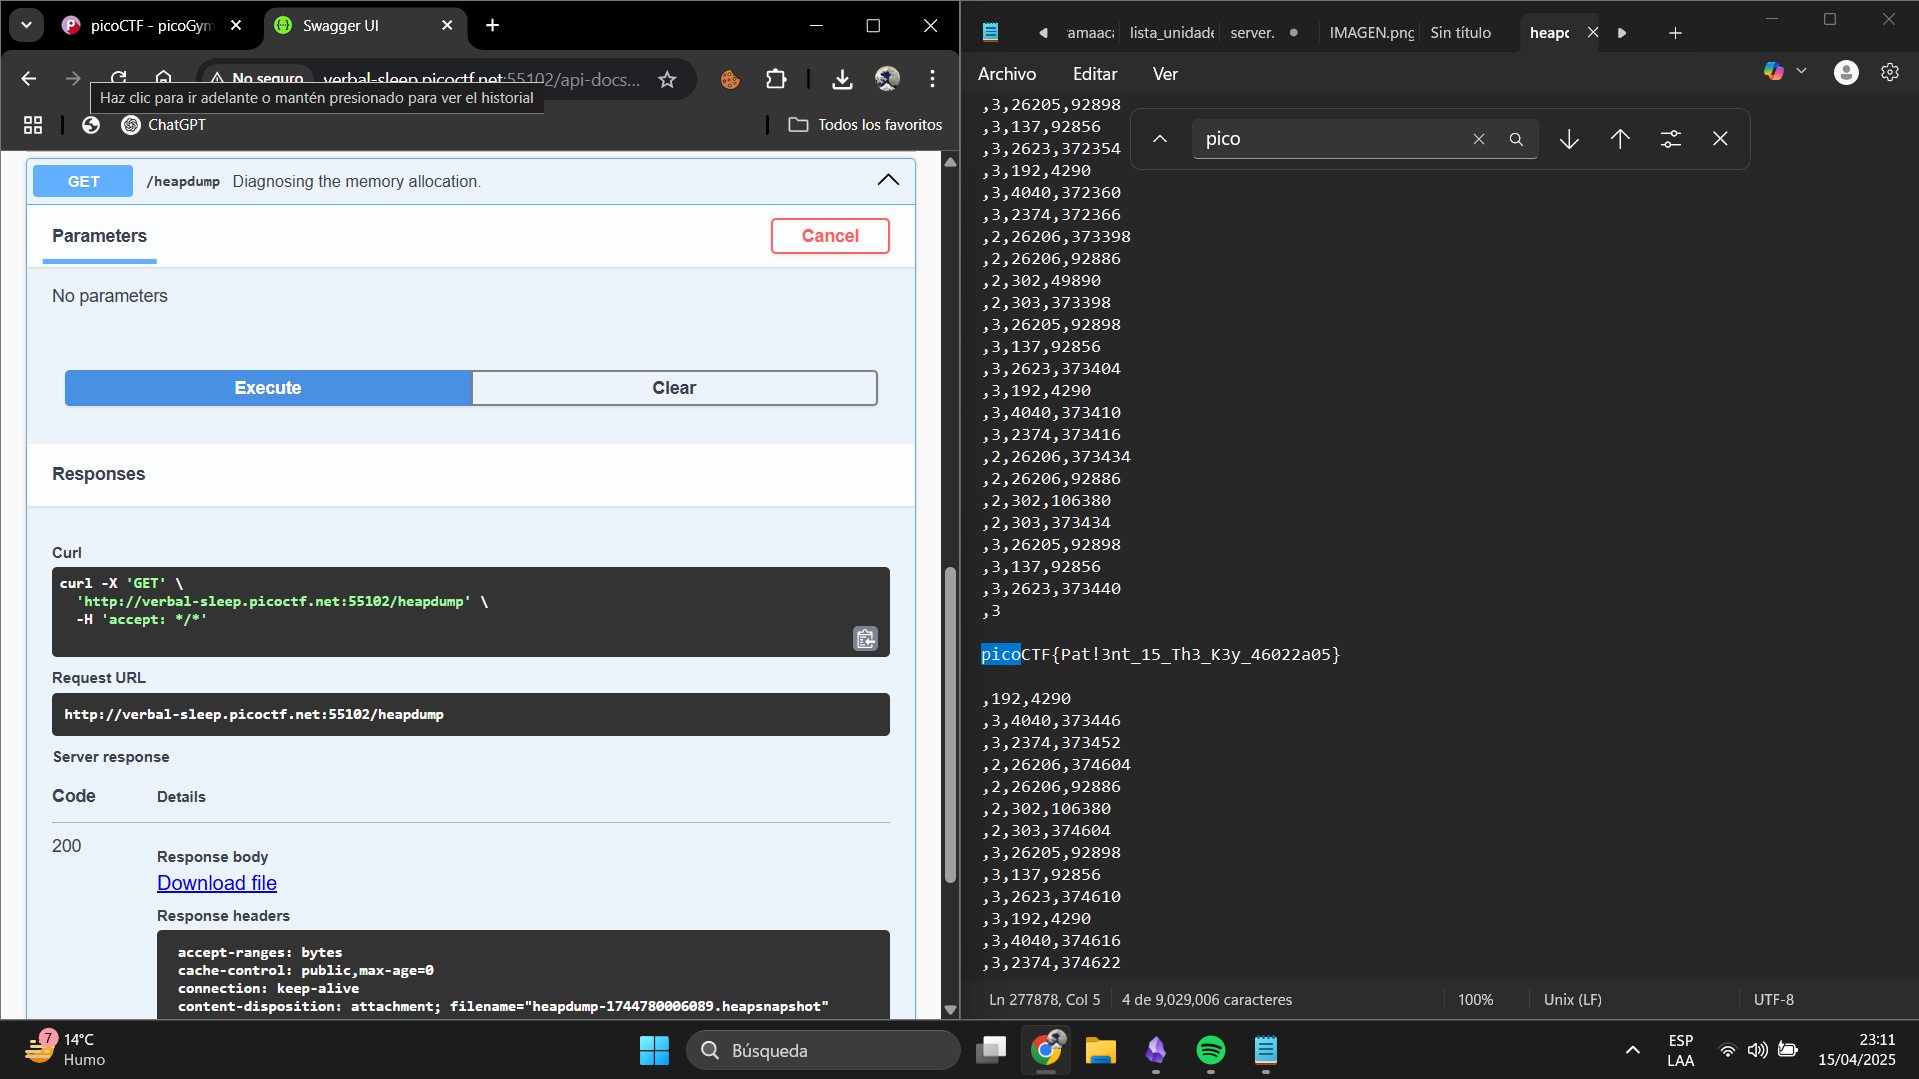 picoCTF - picoGym
Swagger UI
No seguro
verbal-sleep.picoctf.net:55102/api-docs...
Haz clic para ir adelante o mantén presionado para ver el historial
ChatGPT
Todos los favoritos
GET /heapdump Diagnosing the memory allocation.
Parameters
Cancel
No parameters
Execute
Clear
Responses
Curl
curl -X 'GET' \
'http://verbal-sleep.picoctf.net:55102/heapdump' \
-H 'accept: */*'
Request URL
http://verbal-sleep.picoctf.net:55102/heapdump
Server response
Code Details
200
Response body
Download file
Response headers
accept-ranges: bytes
cache-control: public,max-age=0
connection: keep-alive
content-disposition: attachment; filename="heapdump-1744780006089.heapsnapshot"
amaaca lista_unidade server. IMAGEN.png Sin título heapd
Archivo Editar Ver
pico
,3,26205,92898
,3,137,92856
,3,2623,372354
,3,192,4290
,3,4040,372360
,3,2374,372366
,2,26206,373398
,2,26206,92886
,2,302,49890
,2,303,373398
,3,26205,92898
,3,137,92856
,3,2623,373404
,3,192,4290
,3,4040,373410
,3,2374,373416
,2,26206,373434
,2,26206,92886
,2,302,106380
,2,303,373434
,3,26205,92898
,3,137,92856
,3,2623,373440
,3
picoCTF{Pat!3nt_15_Th3_K3y_46022a05}
,192,4290
,3,4040,373446
,3,2374,373452
,2,26206,374604
,2,26206,92886
,2,302,106380
,2,303,374604
,3,26205,92898
,3,137,92856
,3,2623,374610
,3,192,4290
,3,4040,374616
,3,2374,374622
Ln 277878, Col 5 4 de 9,029,006 caracteres 100% Unix (LF) UTF-8
7
14°C
Humo
Búsqueda
ESP
LAA
23:11
15/04/2025